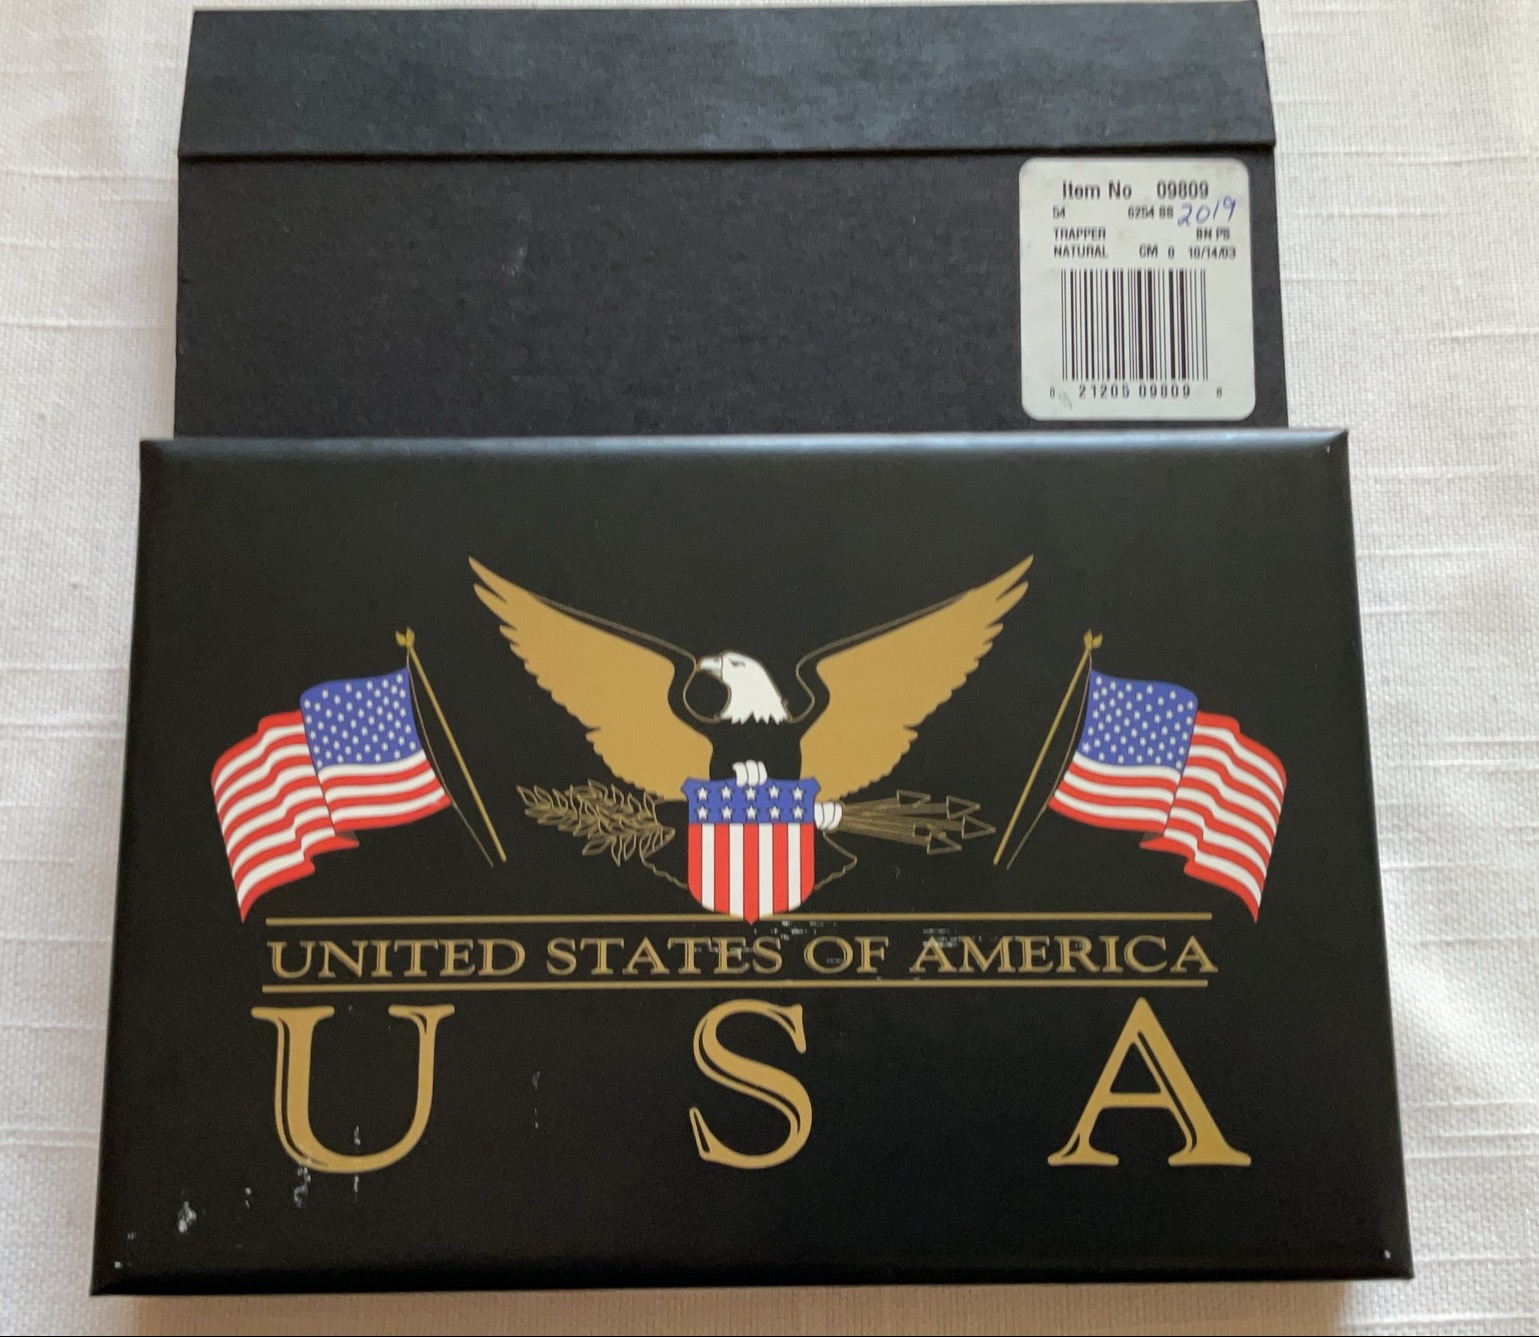 Item No 09809
54 6254 SS 2019
TRAPPER BN PS
NATURAL CM 0 10/14/03
0 21205 09809 8
UNITED STATES OF AMERICA
U S A